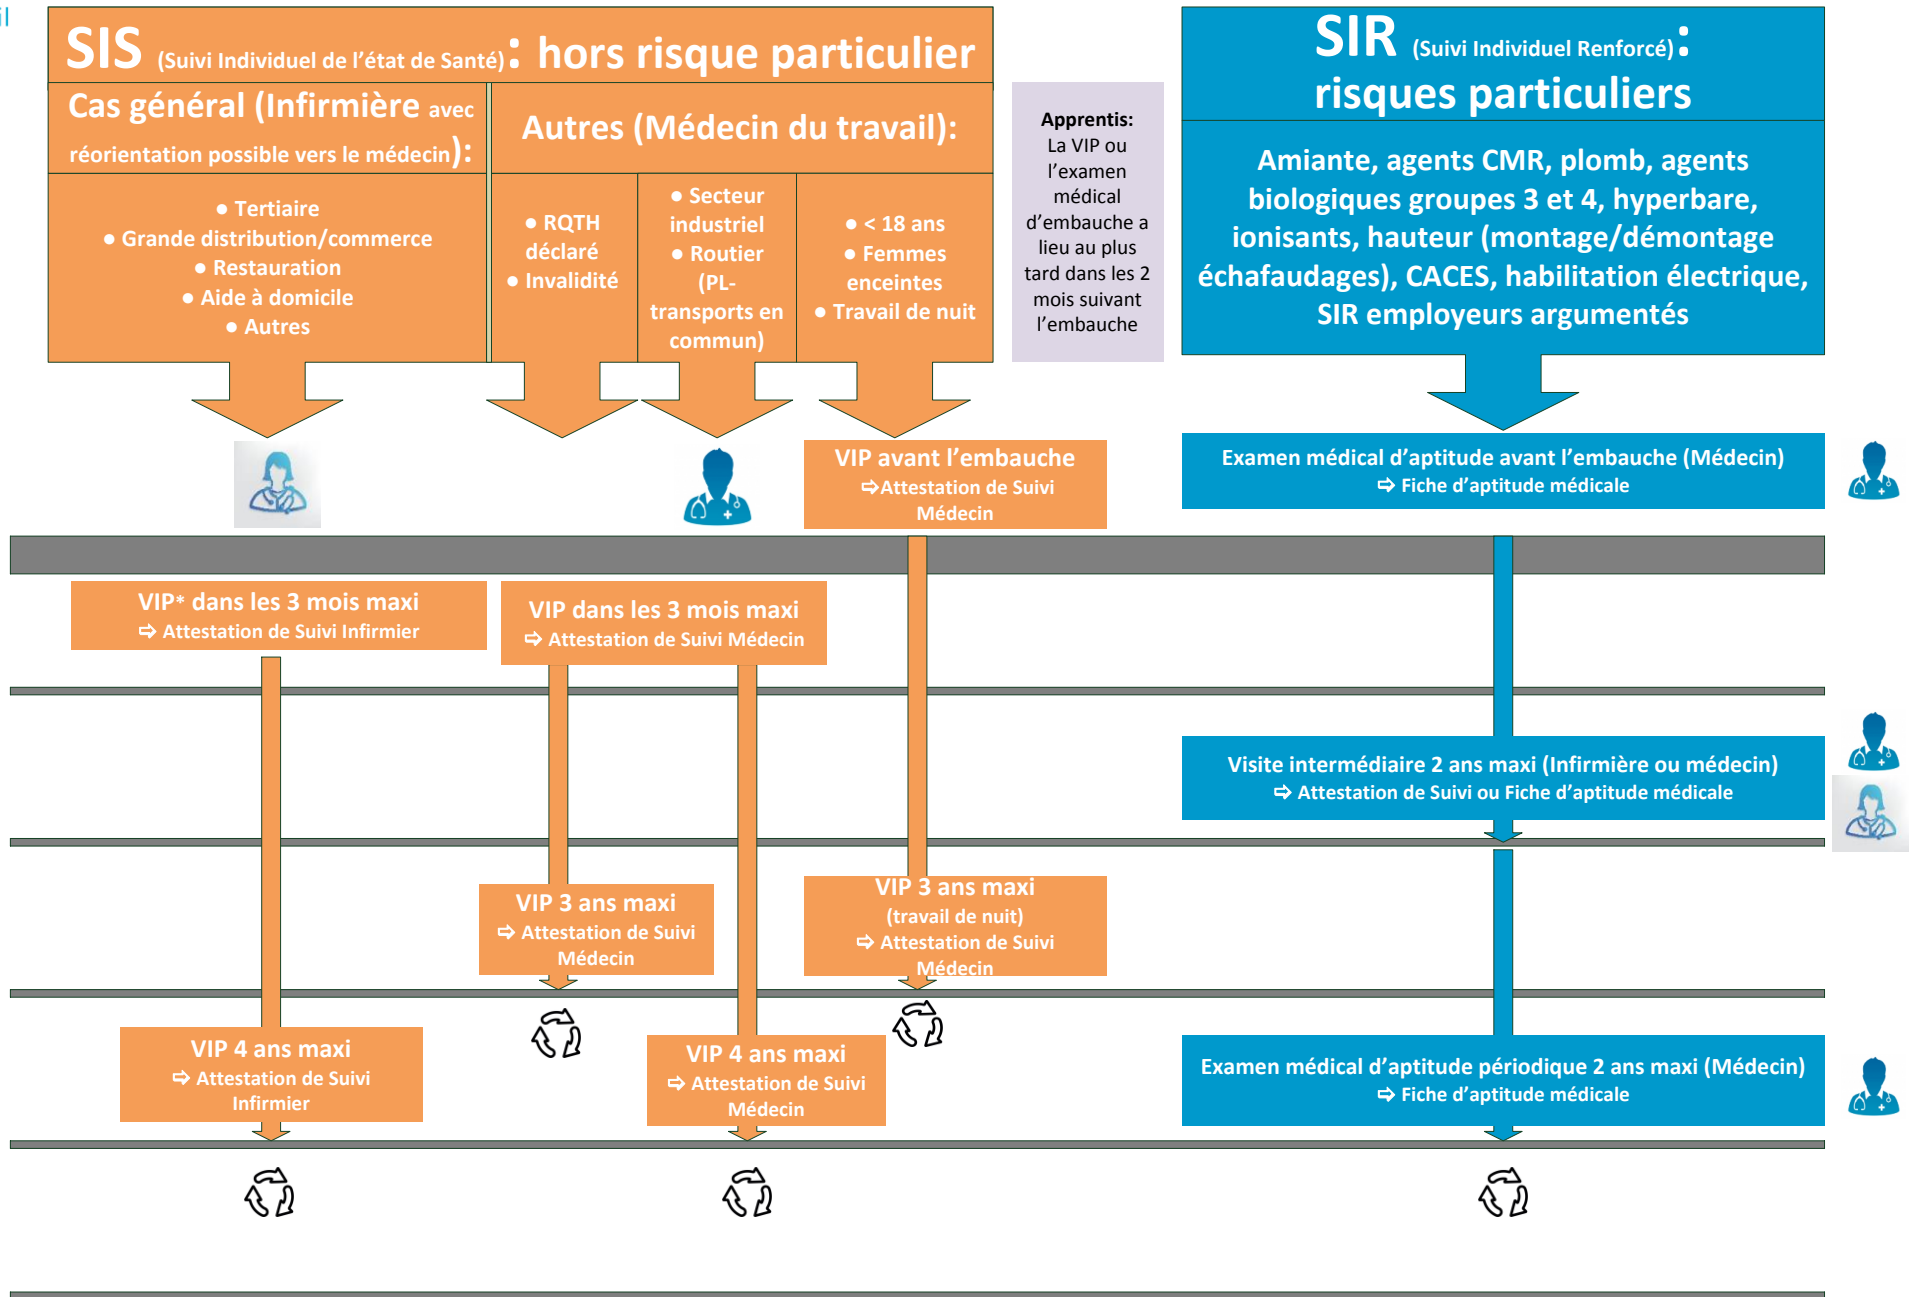 il
SIS (Suivi Individuel de l'état de Santé) : hors risque particulier
Cas général (Infirmière avec
réorientation possible vers le médecin):
● Tertiaire
● Grande distribution/commerce
● Restauration
● Aide à domicile
● Autres
Autres (Médecin du travail):
● RQTH
déclaré
● Invalidité
● Secteur
industriel
● Routier
(PL-
transports en
commun)
● < 18 ans
● Femmes
enceintes
● Travail de nuit
Apprentis:
La VIP ou
l'examen
médical
d'embauche a
lieu au plus
tard dans les 2
mois suivant
l'embauche
SIR (Suivi Individuel Renforcé) :
risques particuliers
Amiante, agents CMR, plomb, agents
biologiques groupes 3 et 4, hyperbare,
ionisants, hauteur (montage/démontage
échafaudages), CACES, habilitation électrique,
SIR employeurs argumentés
VIP avant l'embauche
⇨Attestation de Suivi
Médecin
Examen médical d'aptitude avant l'embauche (Médecin)
⇨ Fiche d'aptitude médicale
VIP* dans les 3 mois maxi
⇨ Attestation de Suivi Infirmier
VIP dans les 3 mois maxi
⇨ Attestation de Suivi Médecin
Visite intermédiaire 2 ans maxi (Infirmière ou médecin)
⇨ Attestation de Suivi ou Fiche d'aptitude médicale
VIP 3 ans maxi
⇨ Attestation de Suivi
Médecin
VIP 3 ans maxi
(travail de nuit)
⇨ Attestation de Suivi
Médecin
VIP 4 ans maxi
⇨ Attestation de Suivi
Infirmier
VIP 4 ans maxi
⇨ Attestation de Suivi
Médecin
Examen médical d'aptitude périodique 2 ans maxi (Médecin)
⇨ Fiche d'aptitude médicale